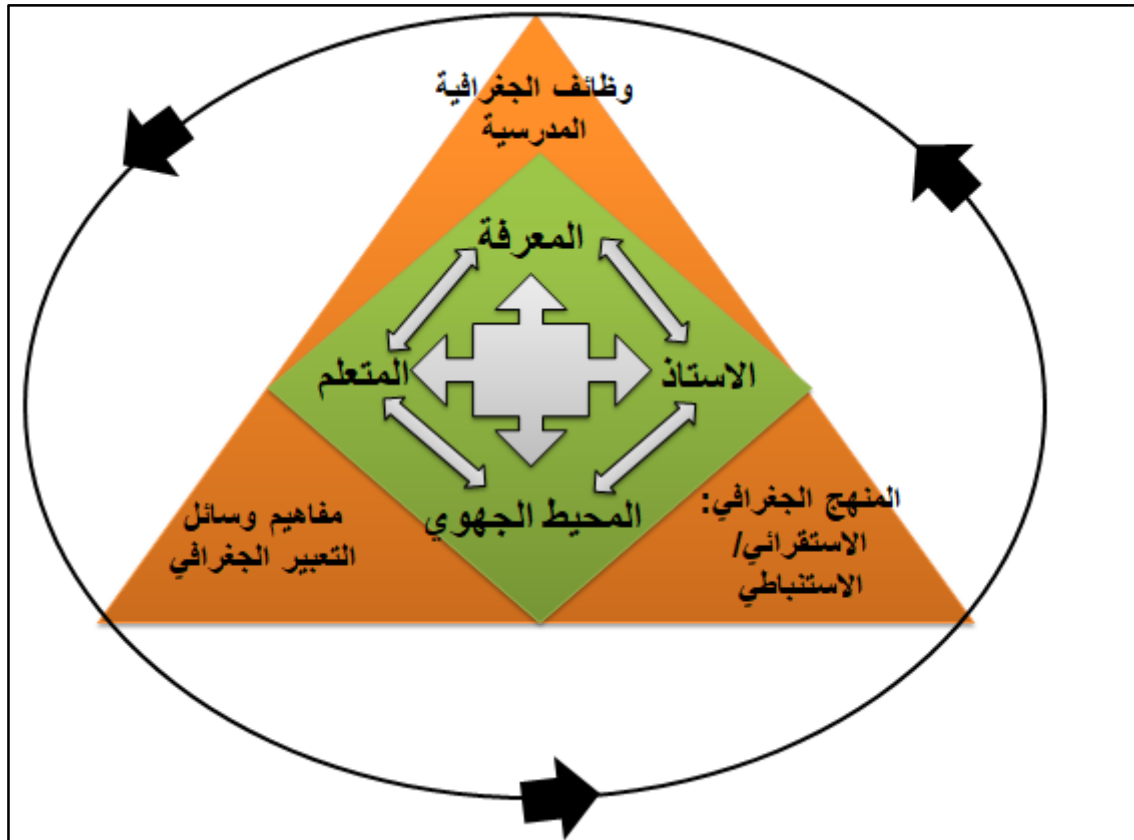 وظائف الجغرافية
المدرسية
المعرفة
الاستاذ
المتعلم
المحيط الجهوي
المنهج الجغرافي:
الاستقرائي/
الاستنباطي
مفاهيم وسائل
التعبير الجغرافي